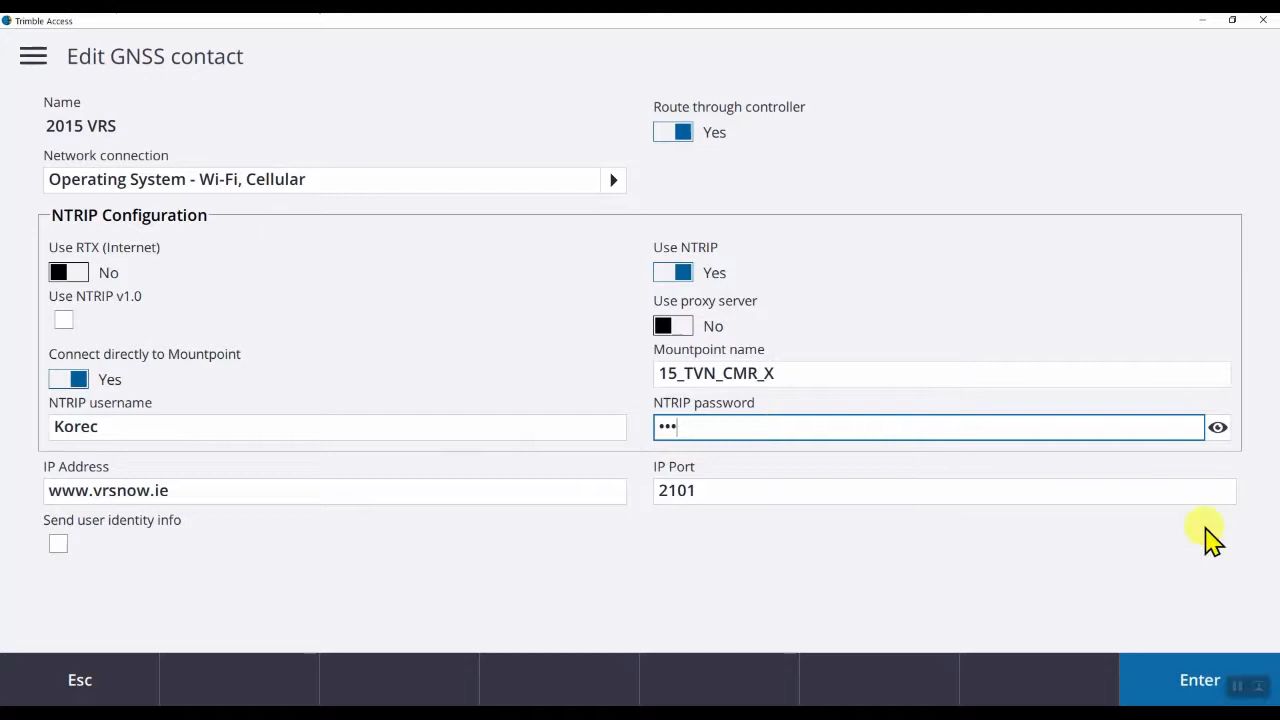 Trimble Access
Edit GNSS contact
Name
2015 VRS
Route through controller
Yes
Network connection
Operating System - Wi-Fi, Cellular
NTRIP Configuration
Use RTX (Internet)
No
Use NTRIP
Yes
Use NTRIP v1.0
Use proxy server
No
Connect directly to Mountpoint
Yes
Mountpoint name
15_TVN_CMR_X
NTRIP username
Korec
NTRIP password
•••
IP Address
www.vrsnow.ie
IP Port
2101
Send user identity info
Esc
Enter